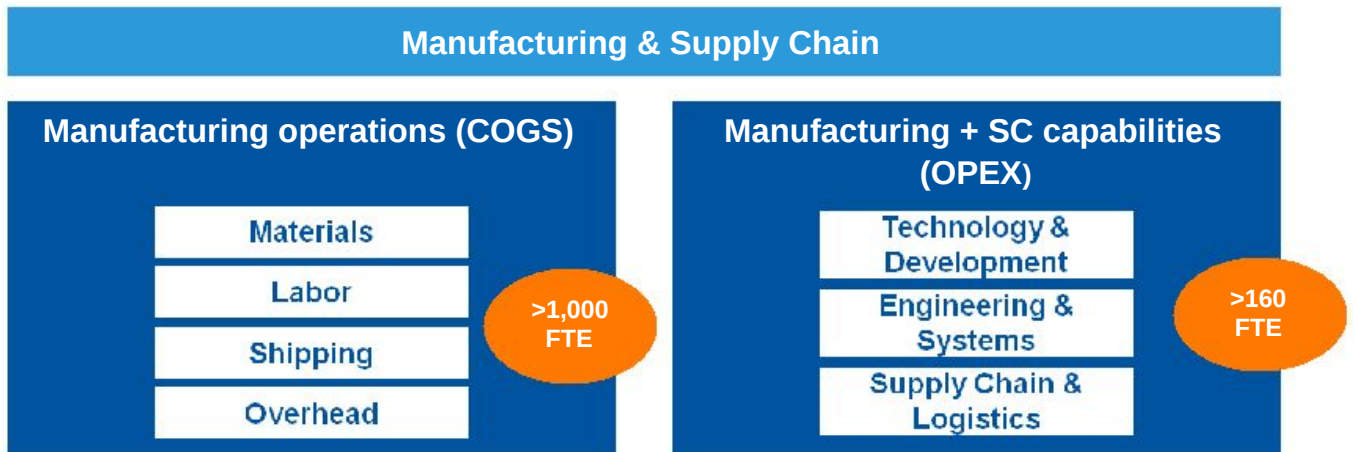 Manufacturing & Supply Chain
Manufacturing operations (COGS)
Materials
Labor
Shipping
Overhead
>1,000
FTE
Manufacturing + SC capabilities
(OPEX)
Technology &
Development
Engineering &
Systems
Supply Chain &
Logistics
>160
FTE